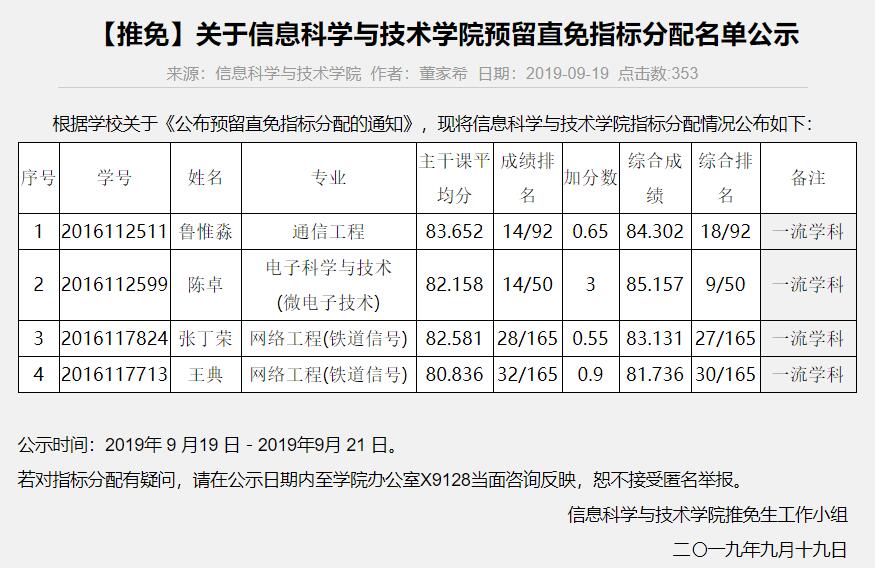 【推免】关于信息科学与技术学院预留直免指标分配名单公示
来源：信息科学与技术学院 作者：董家希 日期：2019-09-19 点击数:353
根据学校关于《公布预留直免指标分配的通知》，现将信息科学与技术学院指标分配情况公布如下：
序号 学号 姓名 专业 主干课平均分 成绩排名 加分数 综合成绩 综合排名 备注
1 2016112511 鲁惟淼 通信工程 83.652 14/92 0.65 84.302 18/92 一流学科
2 2016112599 陈卓 电子科学与技术(微电子技术) 82.158 14/50 3 85.157 9/50 一流学科
3 2016117824 张丁荣 网络工程(铁道信号) 82.581 28/165 0.55 83.131 27/165 一流学科
4 2016117713 王典 网络工程(铁道信号) 80.836 32/165 0.9 81.736 30/165 一流学科
公示时间：2019年 9 月19 日 - 2019年9月 21 日。
若对指标分配有疑问，请在公示日期内至学院办公室X9128当面咨询反映，恕不接受匿名举报。
信息科学与技术学院推免生工作小组
二〇一九年九月十九日